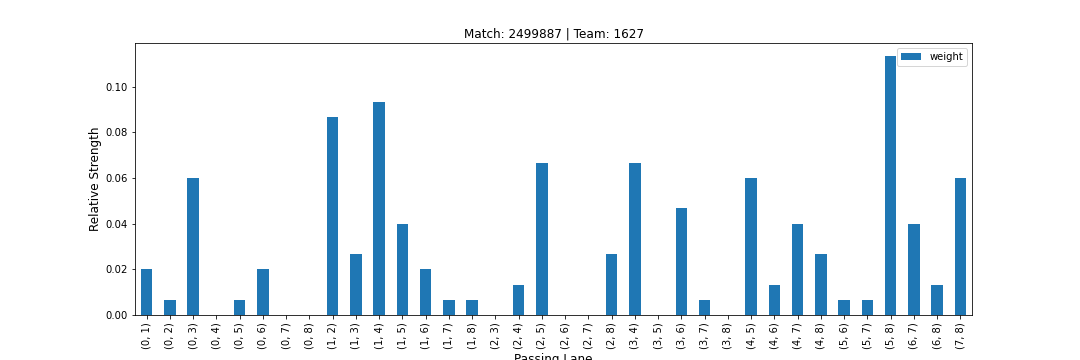 Match: 2499887 | Team: 1627
weight
Relative Strength
0.10
0.08
0.06
0.04
0.02
0.00
(0, 1) (0, 2) (0, 3) (0, 4) (0, 5) (0, 6) (0, 7) (0, 8) (1, 2) (1, 3) (1, 4) (1, 5) (1, 6) (1, 7) (1, 8) (2, 3) (2, 4) (2, 5) (2, 6) (2, 7) (2, 8) (3, 4) (3, 5) (3, 6) (3, 7) (3, 8) (4, 5) (4, 6) (4, 7) (4, 8) (5, 6) (5, 7) (5, 8) (6, 7) (6, 8) (7, 8)
Passing Lane